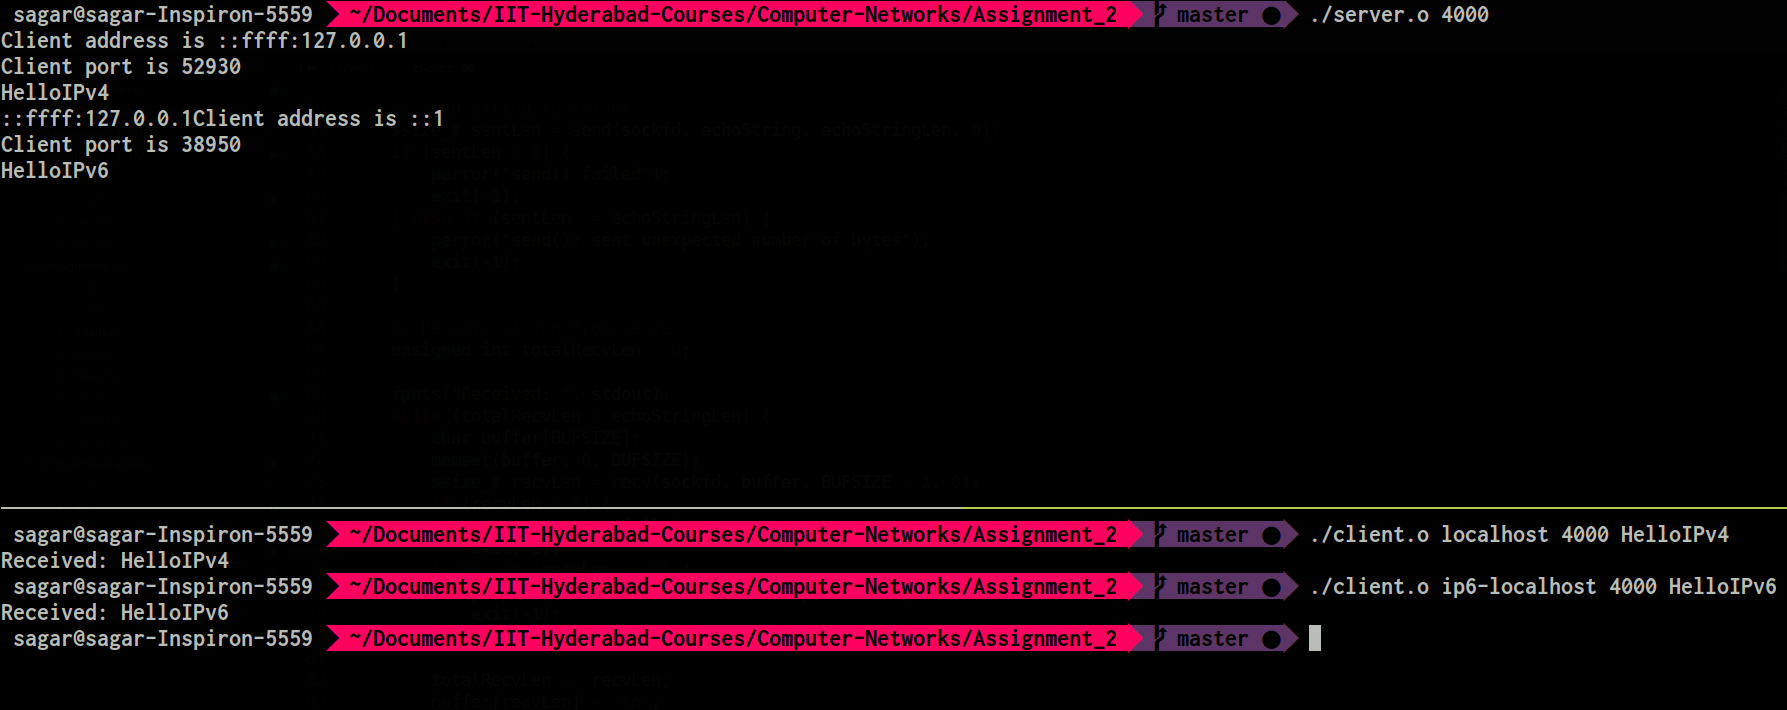 sagar@sagar-Inspiron-5559 ~/Documents/IIT-Hyderabad-Courses/Computer-Networks/Assignment_2 master ● ./server.o 4000
Client address is ::ffff:127.0.0.1
Client port is 52930
HelloIPv4
::ffff:127.0.0.1Client address is ::1
Client port is 38950
HelloIPv6
sagar@sagar-Inspiron-5559 ~/Documents/IIT-Hyderabad-Courses/Computer-Networks/Assignment_2 master ● ./client.o localhost 4000 HelloIPv4
Received: HelloIPv4
sagar@sagar-Inspiron-5559 ~/Documents/IIT-Hyderabad-Courses/Computer-Networks/Assignment_2 master ● ./client.o ip6-localhost 4000 HelloIPv6
Received: HelloIPv6
sagar@sagar-Inspiron-5559 ~/Documents/IIT-Hyderabad-Courses/Computer-Networks/Assignment_2 master ●